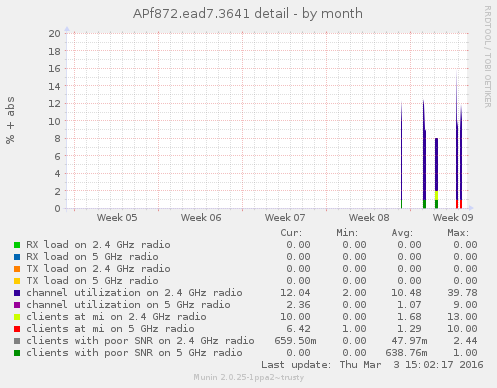 APf872.ead7.3641 detail - by month
RRDTOOL / TOBI OETIKER
% + abs
20
18
16
14
12
10
8
6
4
2
0
Week 05 Week 06 Week 07 Week 08 Week 09
Cur: Min: Avg: Max:
RX load on 2.4 GHz radio 0.00 0.00 0.00 0.00
RX load on 5 GHz radio 0.00 0.00 0.00 0.00
TX load on 2.4 GHz radio 0.00 0.00 0.00 0.00
TX load on 5 GHz radio 0.00 0.00 0.00 0.00
channel utilization on 2.4 GHz radio 12.04 2.00 10.48 39.78
channel utilization on 5 GHz radio 2.36 0.00 1.07 9.00
clients at mi on 2.4 GHz radio 10.00 0.00 1.68 13.00
clients at mi on 5 GHz radio 6.42 1.00 1.29 10.00
clients with poor SNR on 2.4 GHz radio 659.50m 0.00 47.97m 2.44
clients with poor SNR on 5 GHz radio 0.00 0.00 638.76m 1.00
Last update: Thu Mar 3 15:02:17 2016
Munin 2.0.25-1ppa2~trusty